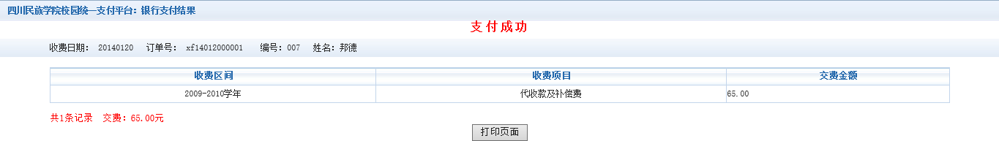 四川民族学院校园统一支付平台：银行支付结果
支付成功
收费日期： 20140120 订单号： xf14012000001 编号：007 姓名：邦德
收费区间 收费项目 交费金额
2009-2010学年 代收款及补偿费 65.00
共1条记录 交费：65.00元
打印页面